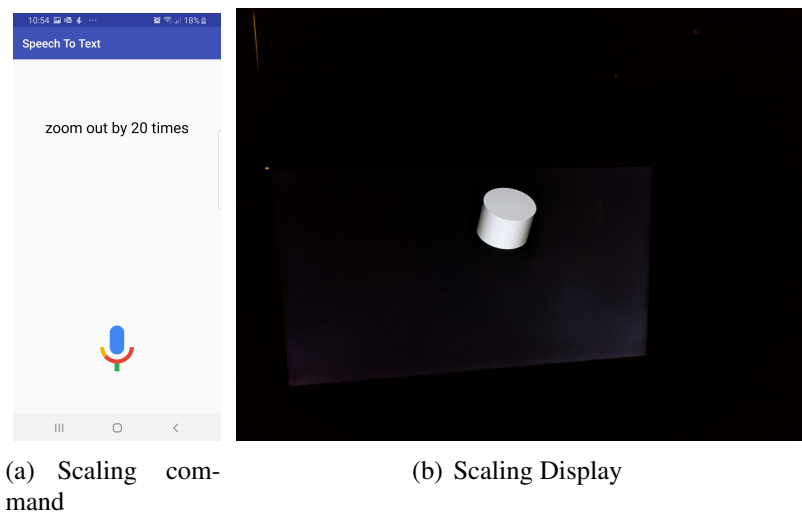 10:54 ···
18%
Speech To Text
zoom out by 20 times
(a) Scaling com-
mand
(b) Scaling Display